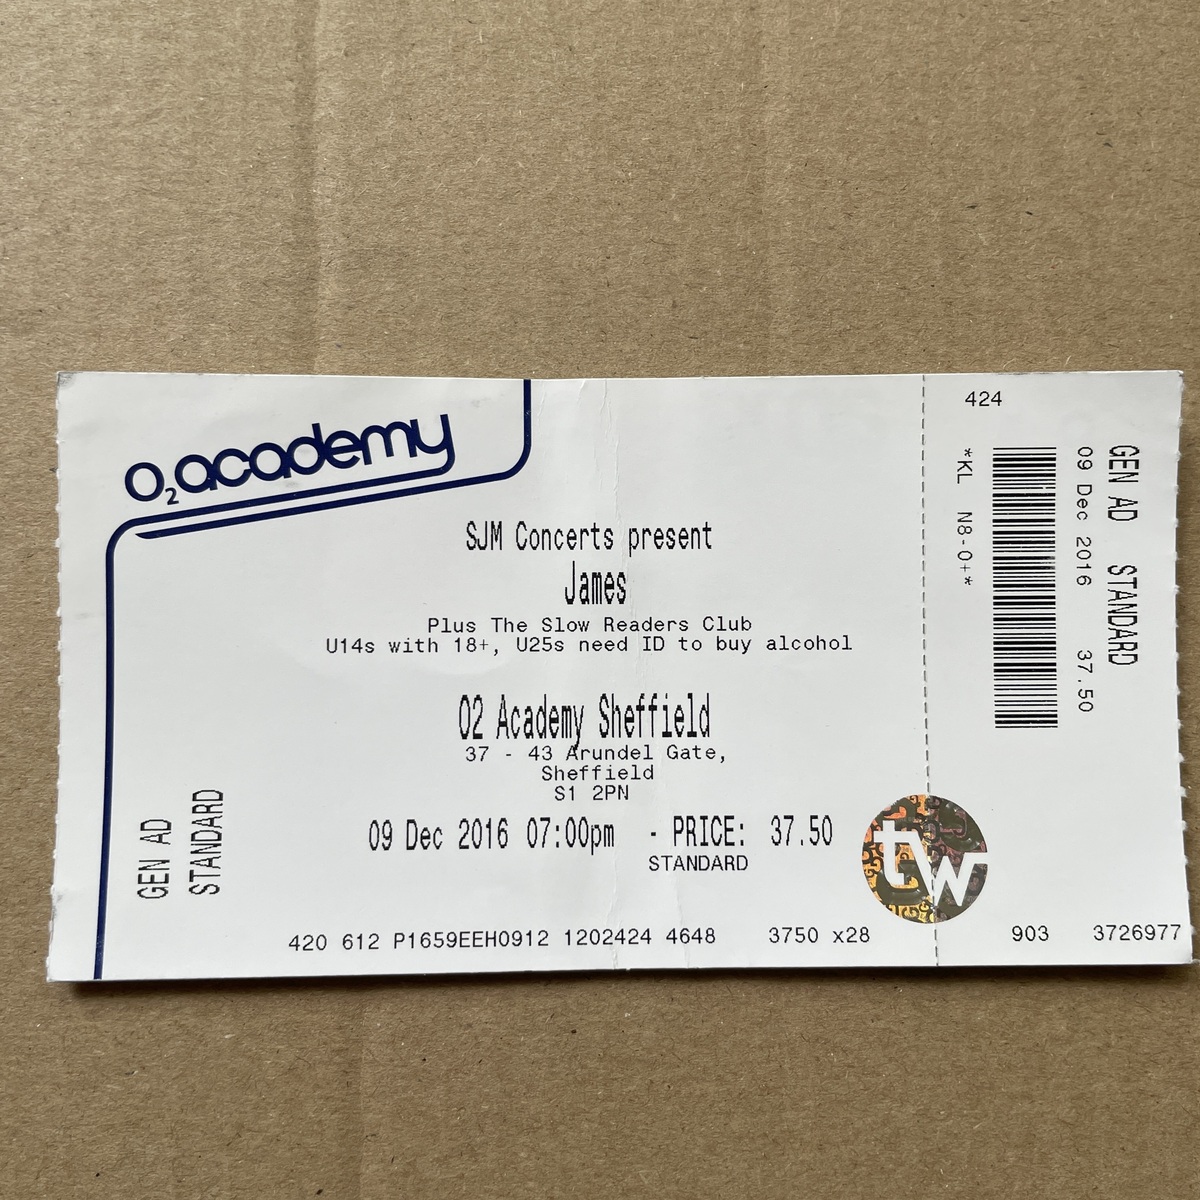 O2 academy
SJM Concerts present
James
Plus The Slow Readers Club
U14s with 18+, U25s need ID to buy alcohol
O2 Academy Sheffield
37 - 43 Arundel Gate,
Sheffield
S1 2PN
09 Dec 2016 07:00pm - PRICE: 37.50
STANDARD
GEN AD
STANDARD
420 612 P1659EEH0912 1202424 4648 3750 x28
tw
424
GEN AD STANDARD
09 Dec 2016 37.50
*KL N8-0+*
903 3726977